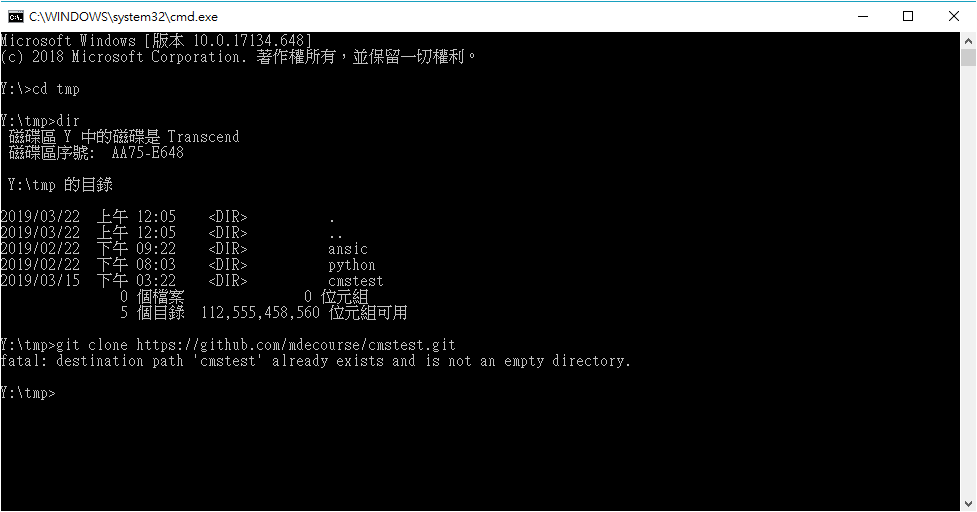 C:\WINDOWS\system32\cmd.exe
Microsoft Windows [版本 10.0.17134.648]
(c) 2018 Microsoft Corporation. 著作權所有，並保留一切權利。
Y:\>cd tmp
Y:\tmp>dir
磁碟區 Y 中的磁碟是 Transcend
磁碟區序號:  AA75-E648
Y:\tmp 的目錄
2019/03/22  上午 12:05    <DIR>          .
2019/03/22  上午 12:05    <DIR>          ..
2019/02/22  下午 09:22    <DIR>          ansic
2019/02/22  下午 08:03    <DIR>          python
2019/03/15  下午 03:22    <DIR>          cmstest
0 個檔案               0 位元組
5 個目錄  112,555,458,560 位元組可用
Y:\tmp>git clone https://github.com/mdecourse/cmstest.git
fatal: destination path 'cmstest' already exists and is not an empty directory.
Y:\tmp>